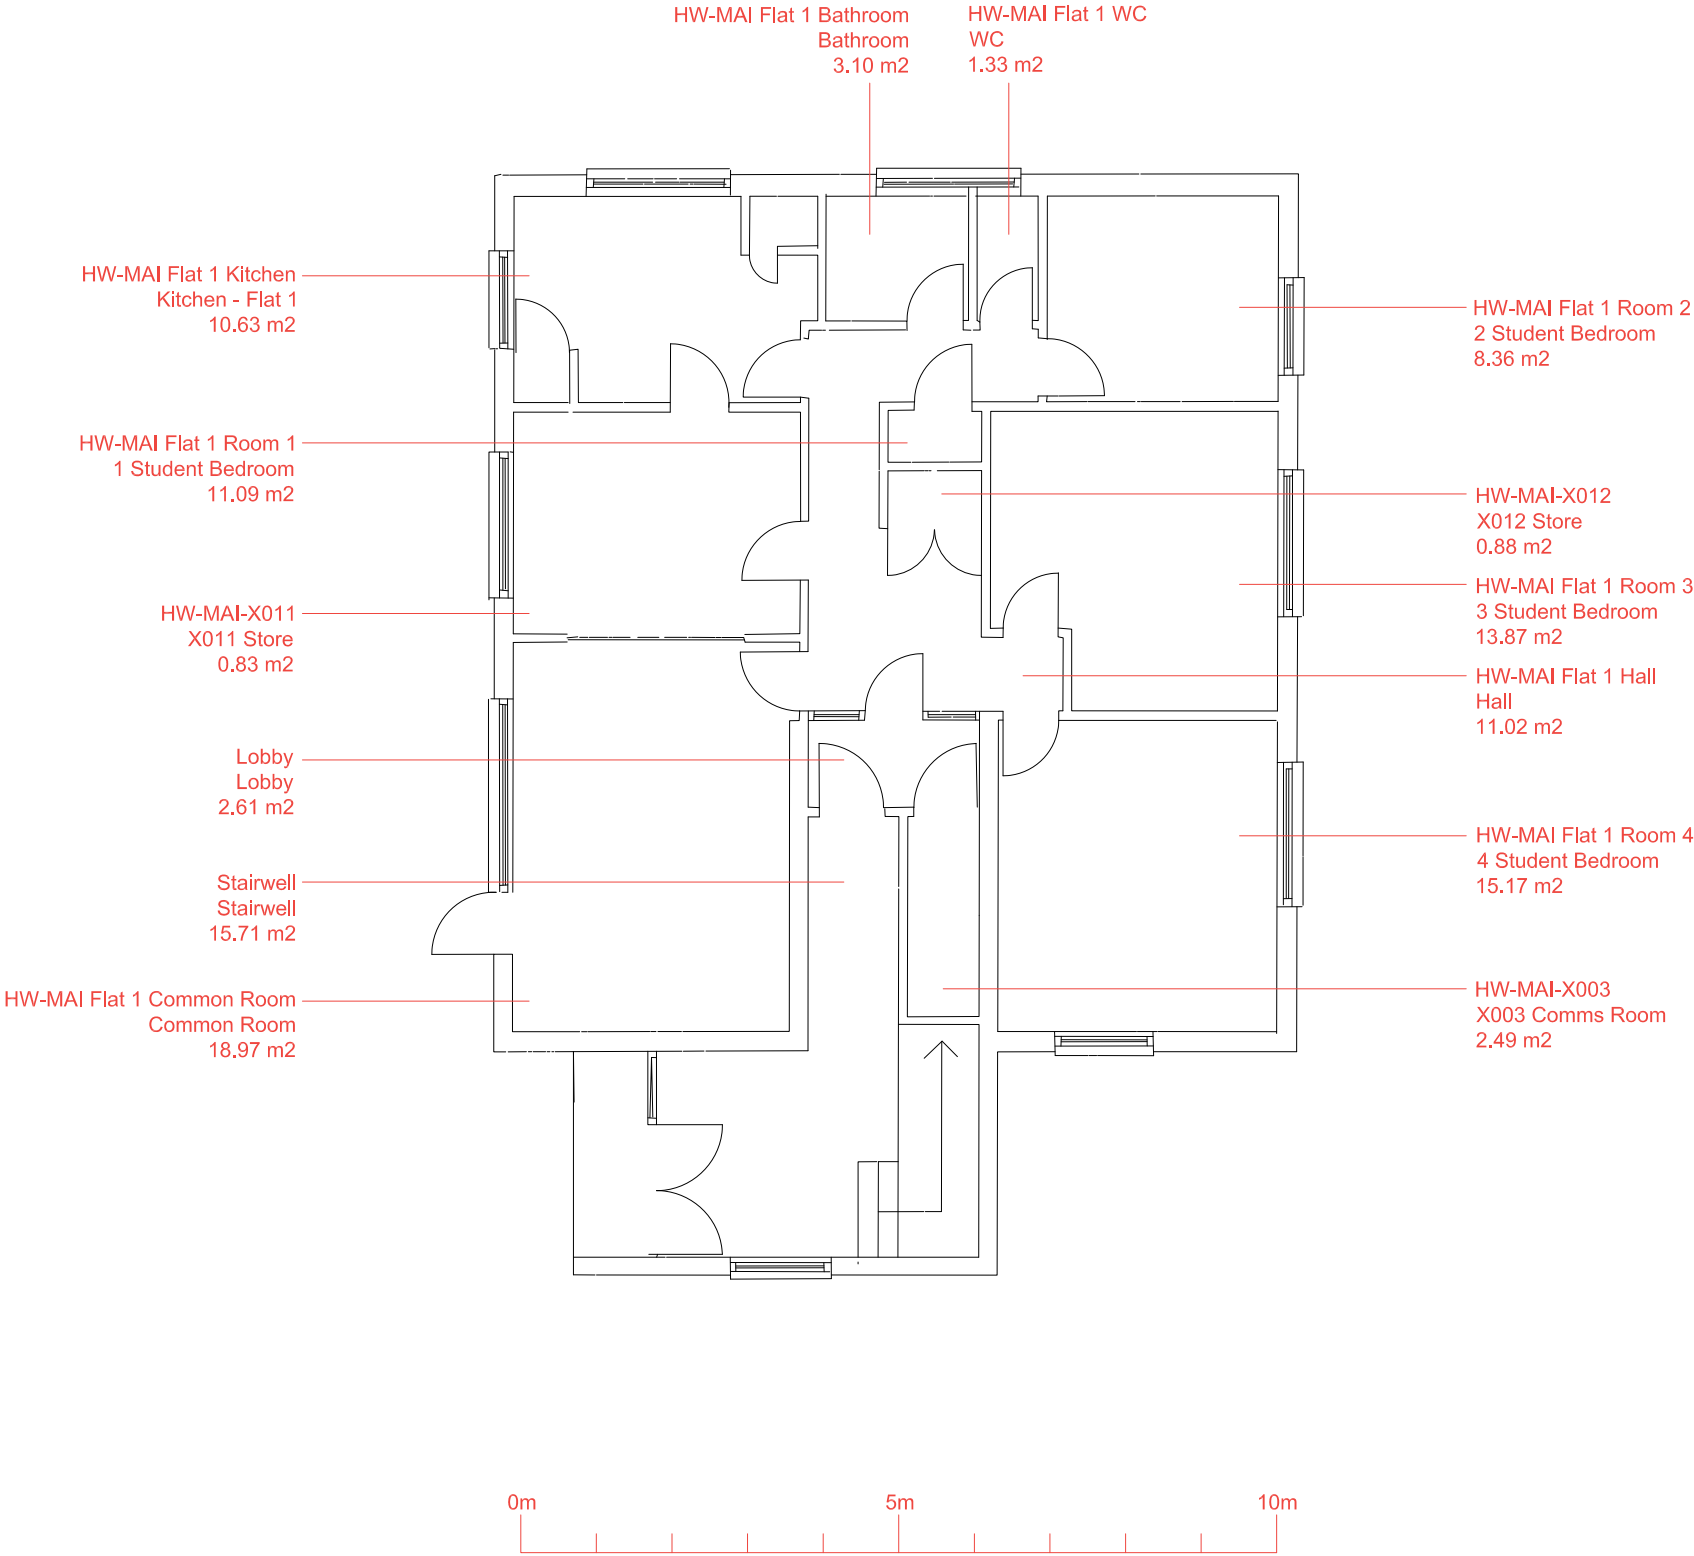 HW-MAI Flat 1 Bathroom
Bathroom
3.10 m2
HW-MAI Flat 1 WC
WC
1.33 m2
HW-MAI Flat 1 Kitchen
Kitchen - Flat 1
10.63 m2
HW-MAI Flat 1 Room 2
2 Student Bedroom
8.36 m2
HW-MAI Flat 1 Room 1
1 Student Bedroom
11.09 m2
HW-MAI-X012
X012 Store
0.88 m2
HW-MAI Flat 1 Room 3
3 Student Bedroom
13.87 m2
HW-MAI-X011
X011 Store
0.83 m2
HW-MAI Flat 1 Hall
Hall
11.02 m2
Lobby
Lobby
2.61 m2
HW-MAI Flat 1 Room 4
4 Student Bedroom
15.17 m2
Stairwell
Stairwell
15.71 m2
HW-MAI Flat 1 Common Room
Common Room
18.97 m2
HW-MAI-X003
X003 Comms Room
2.49 m2
0m
5m
10m